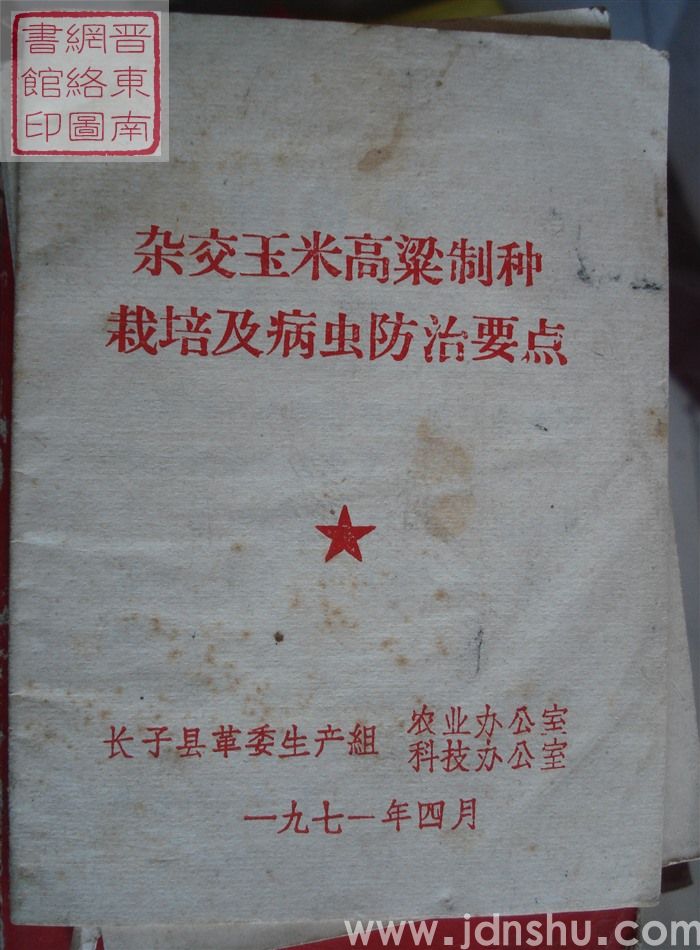 晋東南
網絡圖
書館印
杂交玉米高粱制种
栽培及病虫防治要点
长子县革委生产組 农业办公室
科技办公室
一九七一年四月
www.jdnshu.com